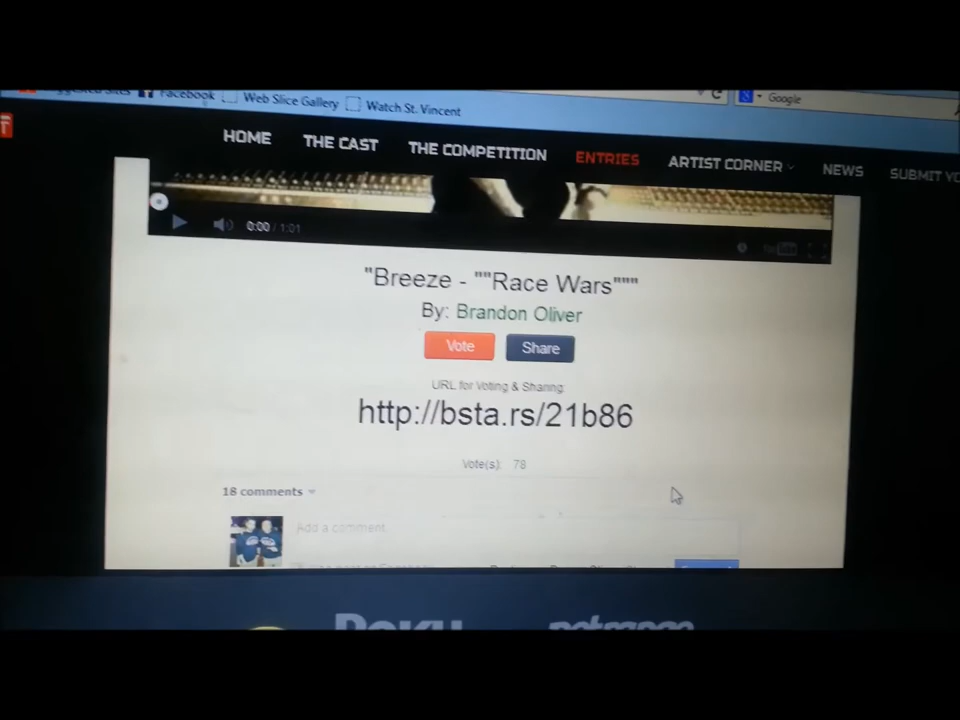 Facebook Web Slice Gallery Watch St. Vincent Google
HOME THE CAST THE COMPETITION ENTRIES ARTIST CORNER NEWS SUBMIT
0:00 / 1:01
"Breeze - ""Race Wars"""
By: Brandon Oliver
Vote Share
URL for Voting & Sharing:
http://bsta.rs/21b86
Vote(s): 78
18 comments
Add a comment
Roku